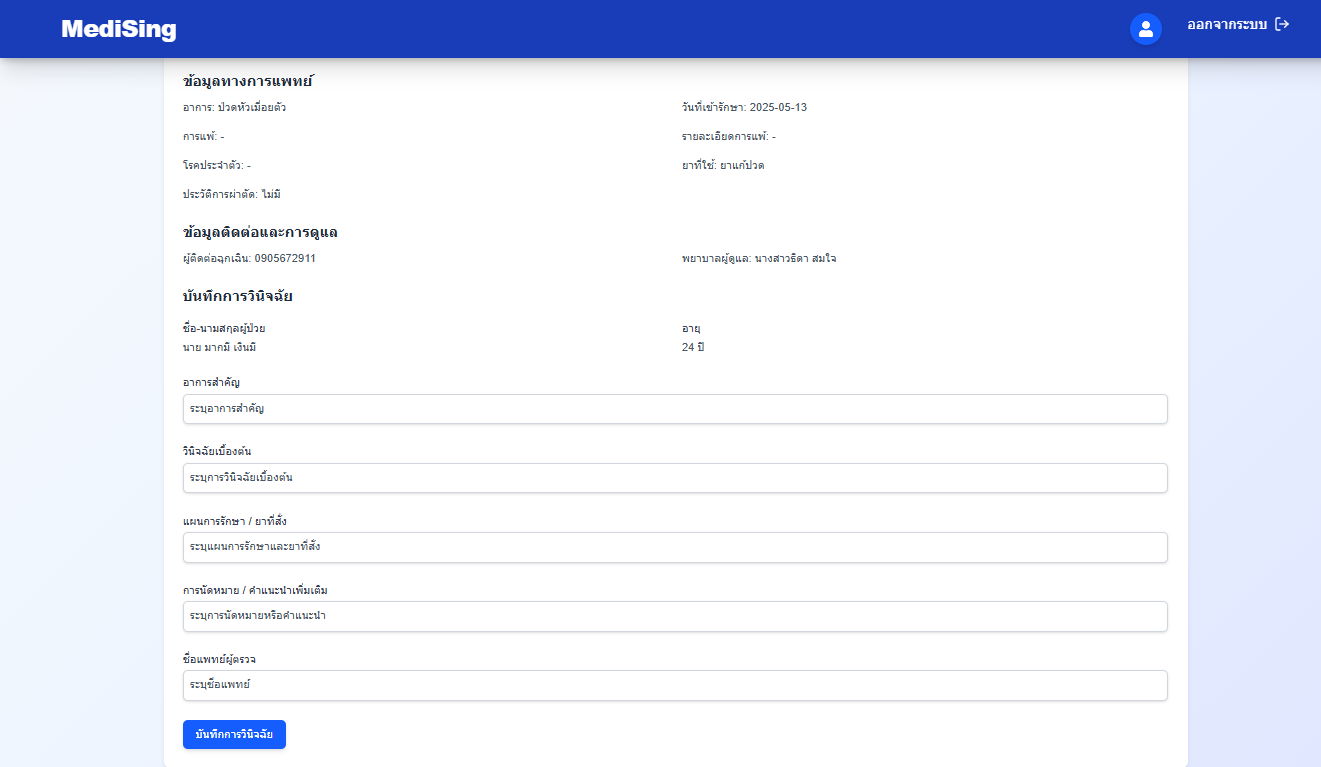 MediSing
ออกจากระบบ
ข้อมูลทางการแพทย์
อาการ: ปวดหัวเมื่อยตัว
วันที่เข้ารักษา: 2025-05-13
การแพ้: -
รายละเอียดการแพ้: -
โรคประจำตัว: -
ยาที่ใช้: ยาแก้ปวด
ประวัติการผ่าตัด: ไม่มี
ข้อมูลติดต่อและการดูแล
ผู้ติดต่อฉุกเฉิน: 0905672911
พยาบาลผู้ดูแล: นางสาวธิดา สมใจ
บันทึกการวินิจฉัย
ชื่อ-นามสกุลผู้ป่วย
อายุ
นาย มากมี เงินมี
24 ปี
อาการสำคัญ
ระบุอาการสำคัญ
วินิจฉัยเบื้องต้น
ระบุการวินิจฉัยเบื้องต้น
แผนการรักษา / ยาที่สั่ง
ระบุแผนการรักษาและยาที่สั่ง
การนัดหมาย / คำแนะนำเพิ่มเติม
ระบุการนัดหมายหรือคำแนะนำ
ชื่อแพทย์ผู้ตรวจ
ระบุชื่อแพทย์
บันทึกการวินิจฉัย